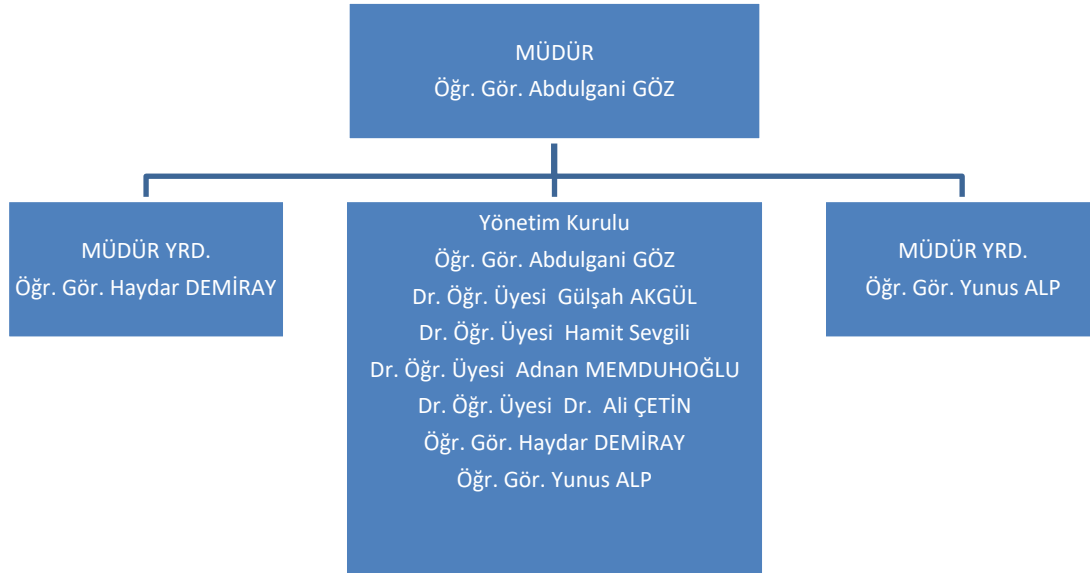 MÜDÜR
Öğr. Gör. Abdulgani GÖZ
MÜDÜR YRD.
Öğr. Gör. Haydar DEMİRAY
Yönetim Kurulu
Öğr. Gör. Abdulgani GÖZ
Dr. Öğr. Üyesi Gülşah AKGÜL
Dr. Öğr. Üyesi Hamit Sevgili
Dr. Öğr. Üyesi Adnan MEMDUHOĞLU
Dr. Öğr. Üyesi Dr. Ali ÇETİN
Öğr. Gör. Haydar DEMİRAY
Öğr. Gör. Yunus ALP
MÜDÜR YRD.
Öğr. Gör. Yunus ALP